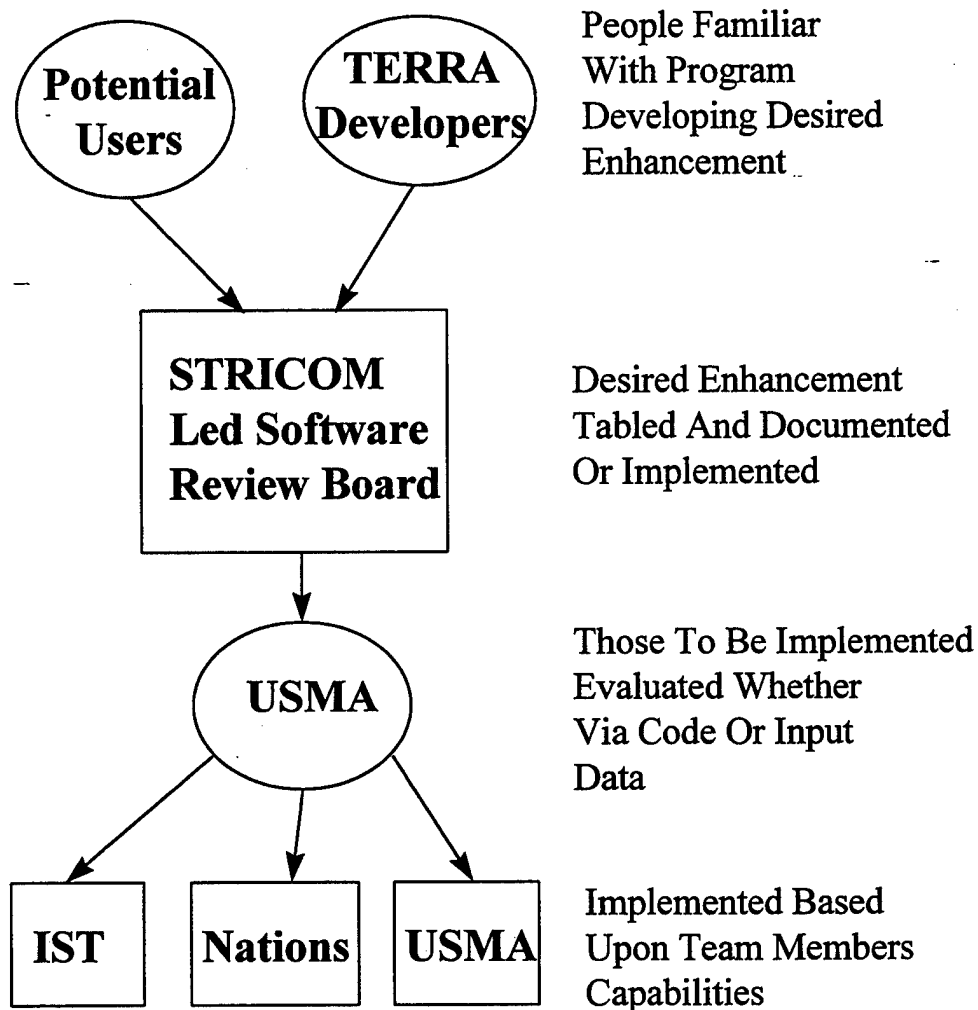 Potential
Users
TERRA
Developers
People Familiar
With Program
Developing Desired
Enhancement
STRICOM
Led Software
Review Board
Desired Enhancement
Tabled And Documented
Or Implemented
USMA
Those To Be Implemented
Evaluated Whether
Via Code Or Input
Data
IST
Nations
USMA
Implemented Based
Upon Team Members
Capabilities